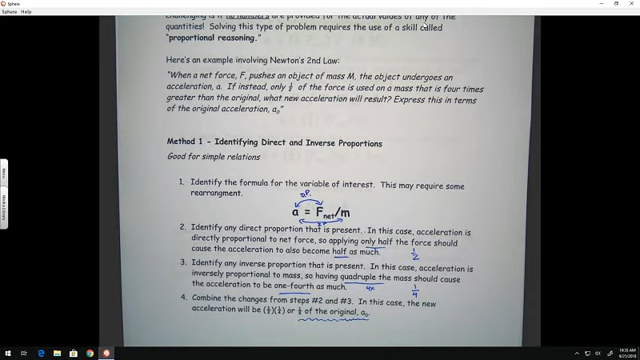 Sphere
Sphere Help
challenging is if no numbers are provided for the actual values of any of the
quantities! Solving this type of problem requires the use of a skill called
"proportional reasoning."
Here's an example involving Newton's 2nd Law:
"When a net force, F, pushes an object of mass M, the object undergoes an
acceleration, a. If instead, only ½ of the force is used on a mass that is four times
greater than the original, what new acceleration will result? Express this in terms
of the original acceleration, a₀"
Method 1 - Identifying Direct and Inverse Proportions
Good for simple relations
1. Identify the formula for the variable of interest. This may require some
rearrangment.
D.P.
a = Fnet/m
2. Identify any direct proportion that is present. In this case, acceleration is
directly proportional to net force, so applying only half the force should
cause the acceleration to also become half as much. 1/2
3. Identify any inverse proportion that is present. In this case, acceleration is
inversely proportional to mass, so having quadruple the mass should cause
the acceleration to be one-fourth as much. 4x 1/4
4. Combine the changes from steps #2 and #3. In this case, the new
acceleration will be (½)(¼) or ⅛ of the original, a₀.
10:35 AM
9/21/2018